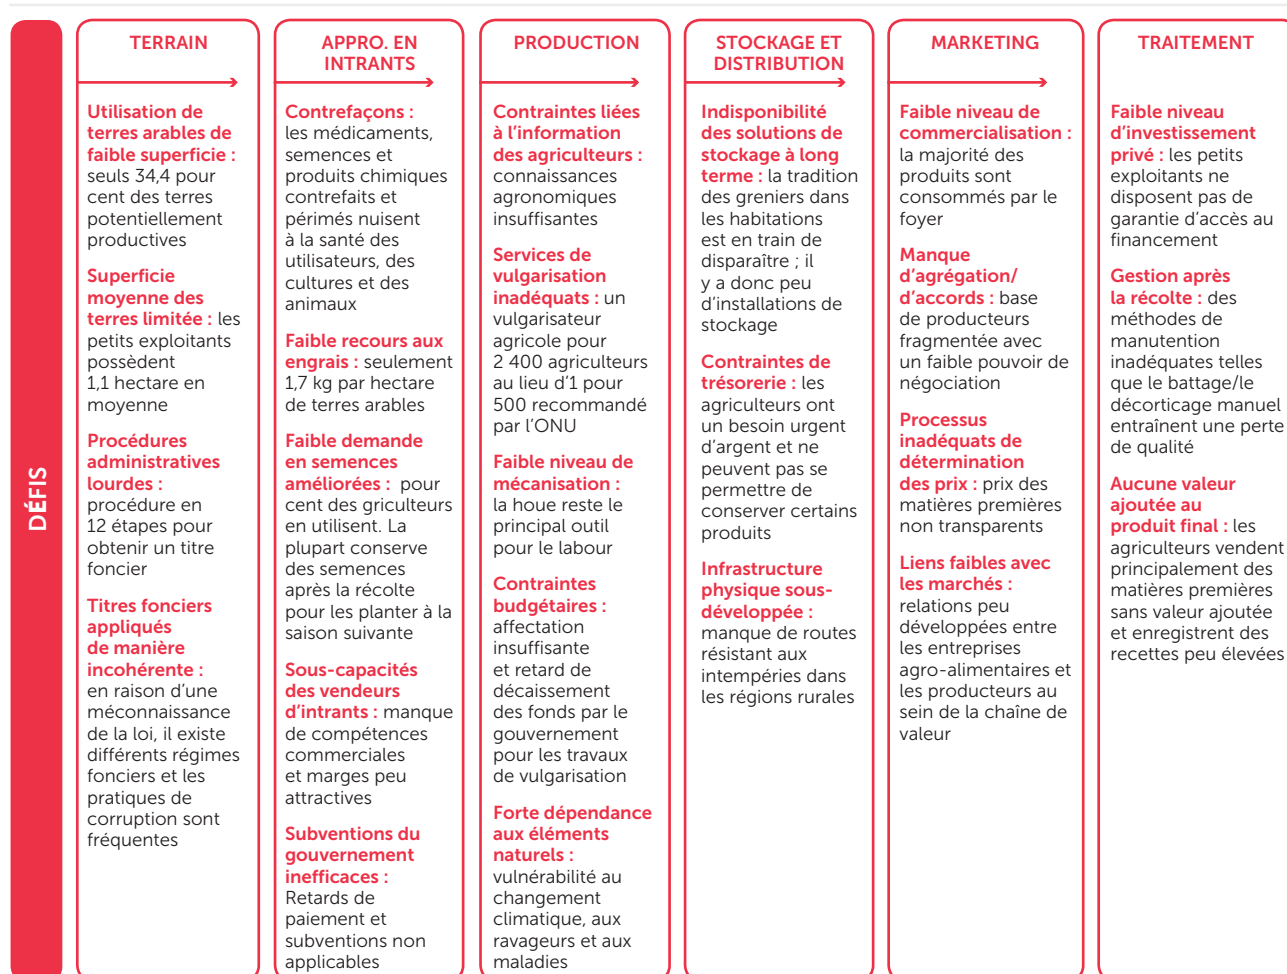 DÉFIS
TERRAIN
Utilisation de
terres arables de
faible superficie :
seuls 34,4 pour
cent des terres
potentiellement
productives
Superficie
moyenne des
terres limitée : les
petits exploitants
possèdent
1,1 hectare en
moyenne
Procédures
administratives
lourdes :
procédure en
12 étapes pour
obtenir un titre
foncier
Titres fonciers
appliqués
de manière
incohérente :
en raison d’une
méconnaissance
de la loi, il existe
différents régimes
fonciers et les
pratiques de
corruption sont
fréquentes
APPRO. EN
INTRANTS
Contrefaçons :
les médicaments,
semences et
produits chimiques
contrefaits et
périmés nuisent
à la santé des
utilisateurs, des
cultures et des
animaux
Faible recours aux
engrais : seulement
1,7 kg par hectare
de terres arables
Faible demande
en semences
améliorées : pour
cent des griculteurs
en utilisent. La
plupart conserve
des semences
après la récolte
pour les planter à la
saison suivante
Sous-capacités
des vendeurs
d’intrants : manque
de compétences
commerciales
et marges peu
attractives
Subventions du
gouvernement
inefficaces :
Retards de
paiement et
subventions non
applicables
PRODUCTION
Contraintes liées
à l’information
des agriculteurs :
connaissances
agronomiques
insuffisantes
Services de
vulgarisation
inadéquats : un
vulgarisateur
agricole pour
2 400 agriculteurs
au lieu d’1 pour
500 recommandé
par l’ONU
Faible niveau de
mécanisation :
la houe reste le
principal outil
pour le labour
Contraintes
budgétaires :
affectation
insuffisante
et retard de
décaissement
des fonds par le
gouvernement
pour les travaux
de vulgarisation
Forte dépendance
aux éléments
naturels :
vulnérabilité au
changement
climatique, aux
ravageurs et aux
maladies
STOCKAGE ET
DISTRIBUTION
Indisponibilité
des solutions de
stockage à long
terme : la tradition
des greniers dans
les habitations
est en train de
disparaître ; il
y a donc peu
d’installations de
stockage
Contraintes de
trésorerie : les
agriculteurs ont
un besoin urgent
d’argent et ne
peuvent pas se
permettre de
conserver certains
produits
Infrastructure
physique sous-
développée :
manque de routes
résistant aux
intempéries dans
les régions rurales
MARKETING
Faible niveau de
commercialisation :
la majorité des
produits sont
consommés par le
foyer
Manque
d’agrégation/
d’accords : base
de producteurs
fragmentée avec
un faible pouvoir de
négociation
Processus
inadéquats de
détermination
des prix : prix des
matières premières
non transparents
Liens faibles avec
les marchés :
relations peu
développées entre
les entreprises
agro-alimentaires et
les producteurs au
sein de la chaîne de
valeur
TRAITEMENT
Faible niveau
d’investissement
privé : les petits
exploitants ne
disposent pas de
garantie d’accès au
financement
Gestion après
la récolte : des
méthodes de
manutention
inadéquates telles
que le battage/le
décorticage manuel
entraînent une perte
de qualité
Aucune valeur
ajoutée au
produit final : les
agriculteurs vendent
principalement des
matières premières
sans valeur ajoutée
et enregistrent des
recettes peu élevées